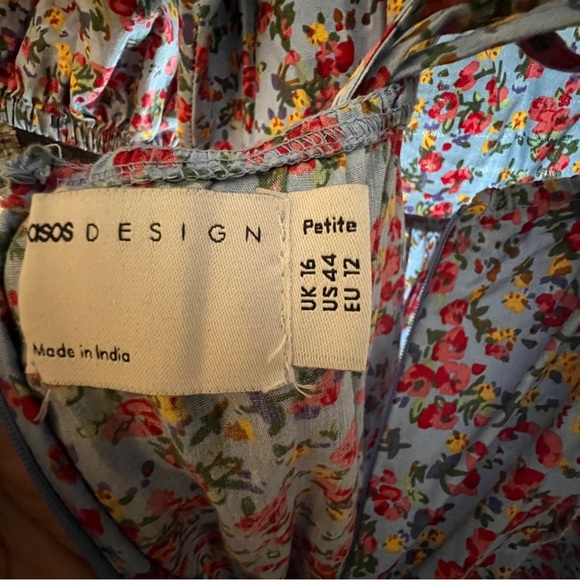 asos DESIGN
Petite
UK 16
US 44
EU 12
Made in India